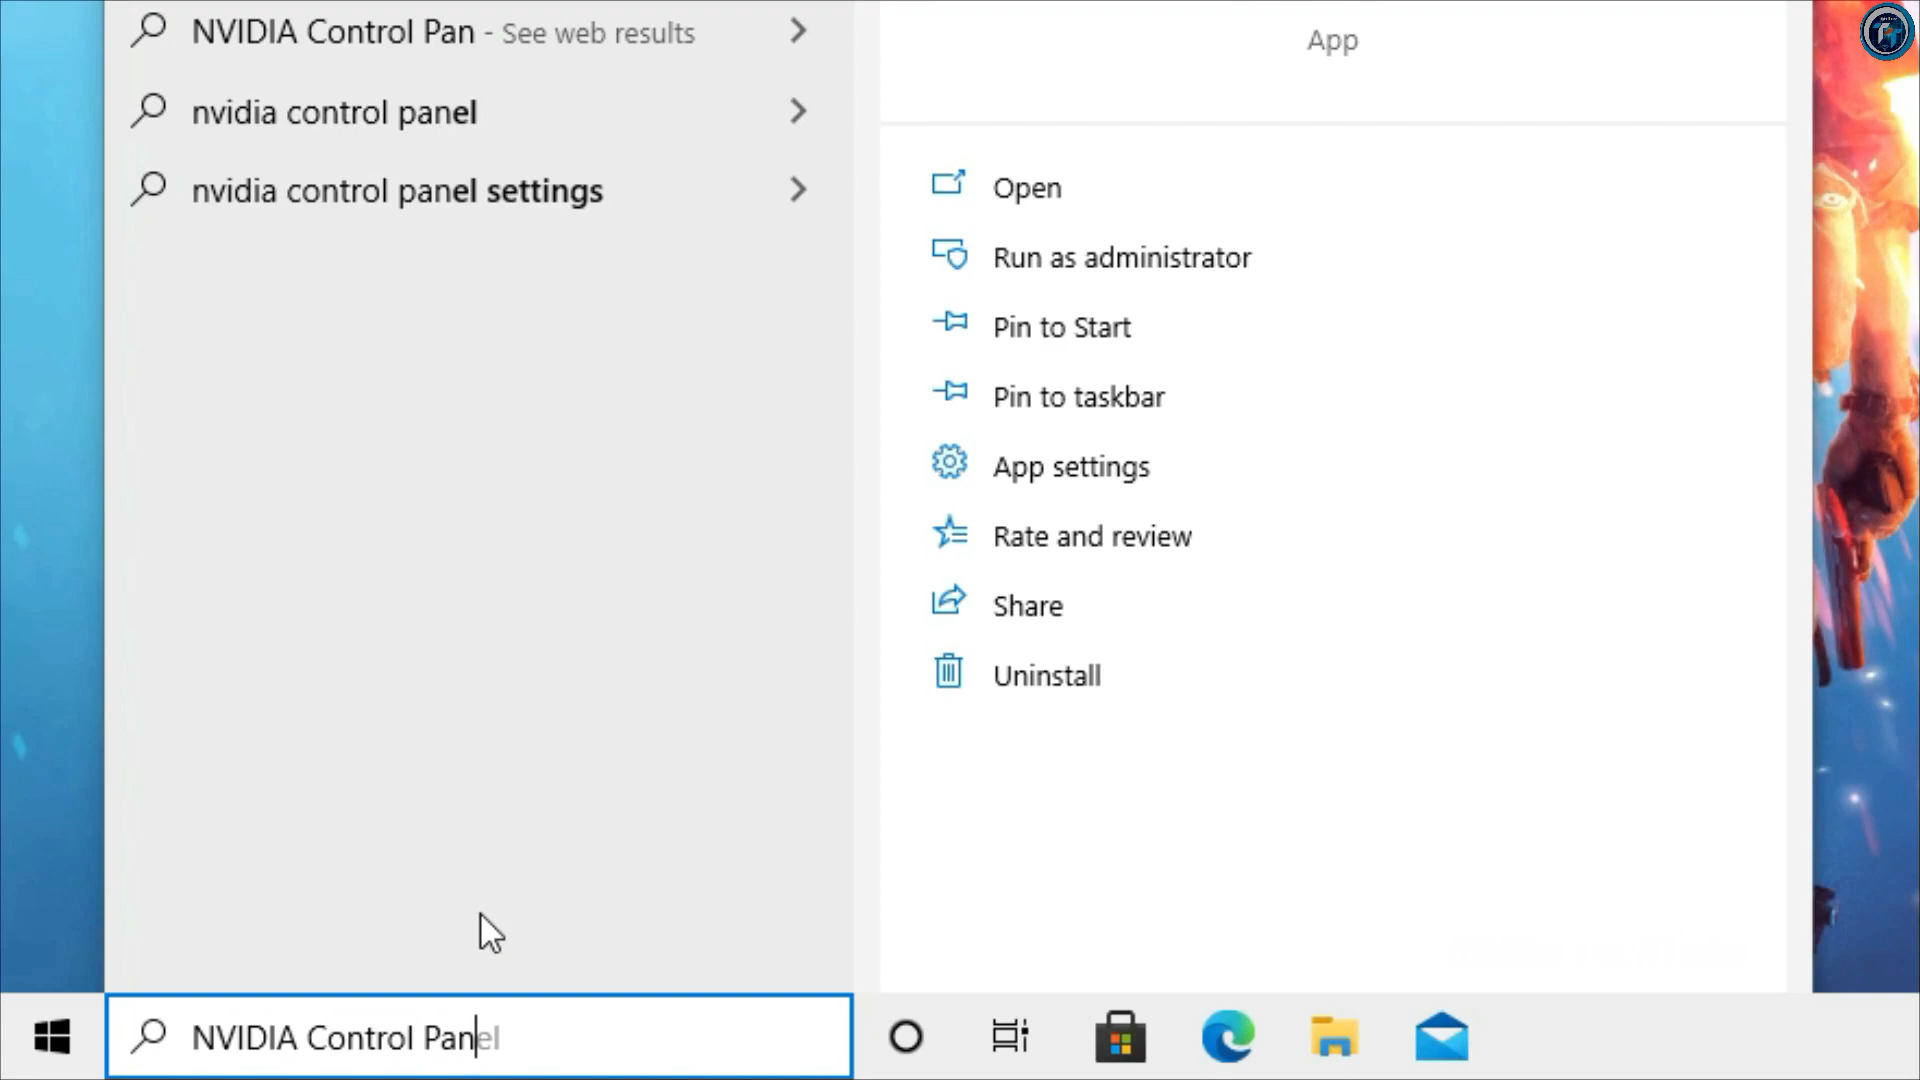 NVIDIA Control Pan - See web results
nvidia control panel
nvidia control panel settings
App
Open
Run as administrator
Pin to Start
Pin to taskbar
App settings
Rate and review
Share
Uninstall
NVIDIA Control Panel